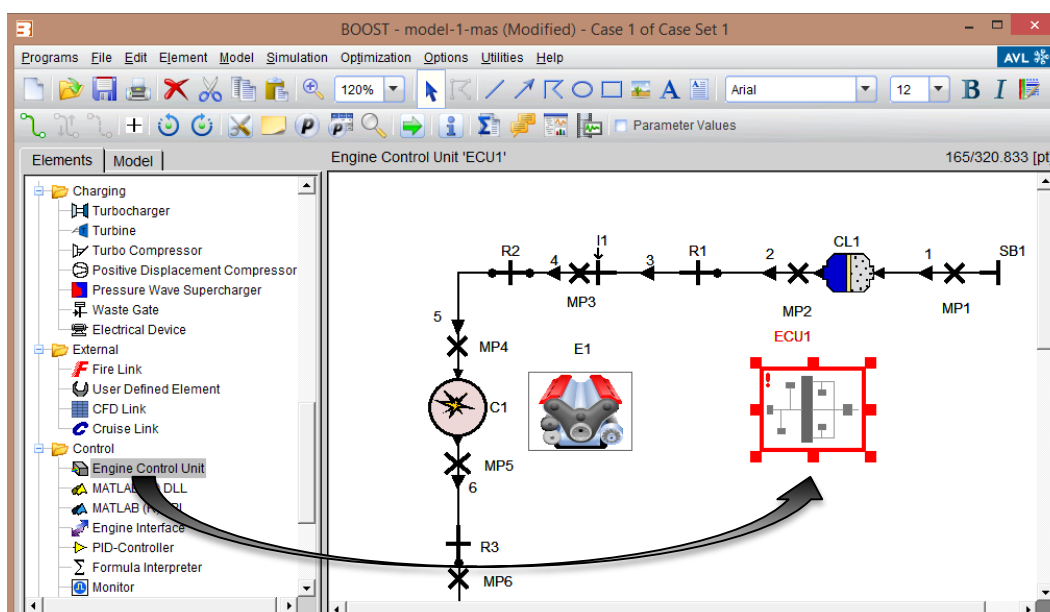 BOOST - model-1-mas (Modified) - Case 1 of Case Set 1
Programs File Edit Element Model Simulation Optimization Options Utilities Help
AVL
120% A Arial 12 B I
P P i Σ Parameter Values
Elements Model
Engine Control Unit 'ECU1' 165/320.833 [pt
Charging
Turbocharger
Turbine
Turbo Compressor
Positive Displacement Compressor
Pressure Wave Supercharger
Waste Gate
Electrical Device
External
Fire Link
User Defined Element
CFD Link
Cruise Link
Control
Engine Control Unit
MATLAB DLL
MATLAB
Engine Interface
PID-Controller
Formula Interpreter
Monitor
R2 4 I1 3 R1 2 CL1 1 SB1
MP3 MP2 MP1
5
MP4 E1 ECU1
!
C1
MP5
6
R3
MP6